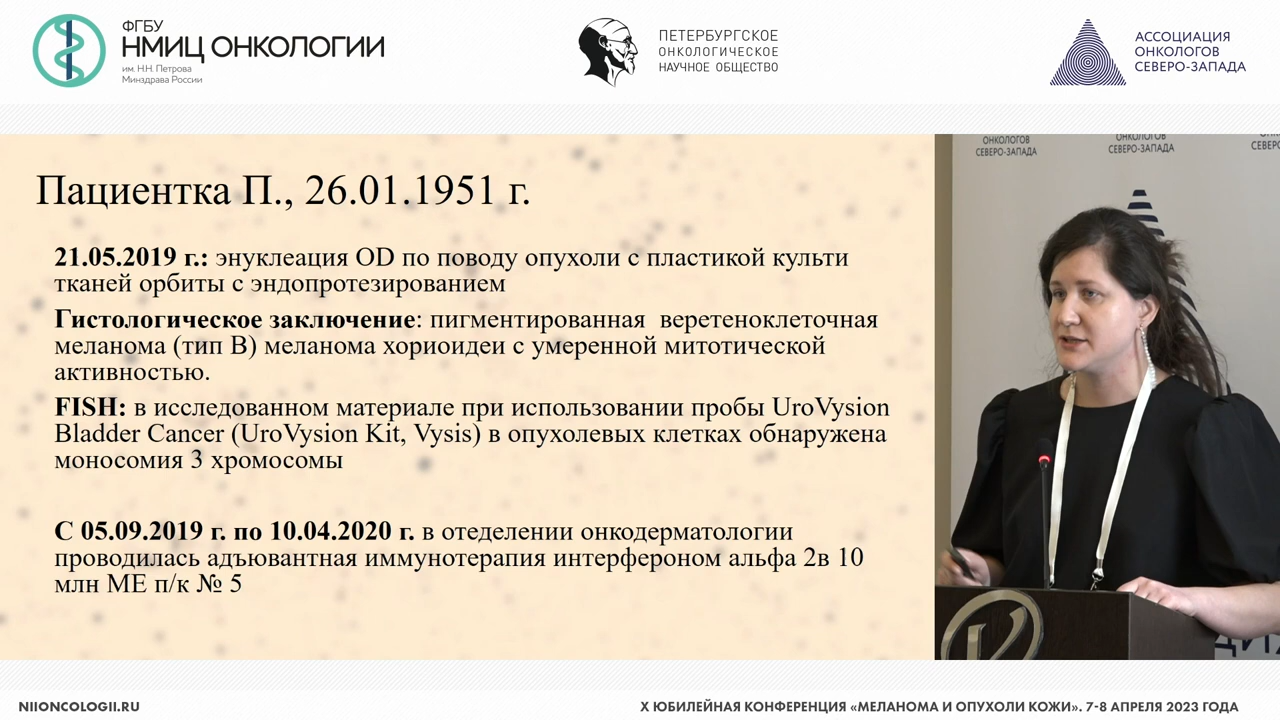 ФГБУ
НМИЦ ОНКОЛОГИИ
им. Н.Н. Петрова
Минздрава России
ПЕТЕРБУРГСКОЕ
ОНКОЛОГИЧЕСКОЕ
НАУЧНОЕ ОБЩЕСТВО
АССОЦИАЦИЯ
ОНКОЛОГОВ
СЕВЕРО-ЗАПАДА
ОНКОЛОГОВ
СЕВЕРО-ЗАПАДА
ОНКОЛОГОВ
СЕВЕРО-ЗАПАДА
Пациентка П., 26.01.1951 г.
21.05.2019 г.: энуклеация OD по поводу опухоли с пластикой культи
тканей орбиты с эндопротезированием
Гистологическое заключение: пигментированная веретеноклеточная
меланома (тип В) меланома хориоидеи с умеренной митотической
активностью.
FISH: в исследованном материале при использовании пробы UroVysion
Bladder Cancer (UroVysion Kit, Vysis) в опухолевых клетках обнаружена
моносомия 3 хромосомы
С 05.09.2019 г. по 10.04.2020 г. в отеделении онкодерматологии
проводилась адъювантная иммунотерапия интерфероном альфа 2в 10
млн МЕ п/к № 5
NIIONCOLOGII.RU
X ЮБИЛЕЙНАЯ КОНФЕРЕНЦИЯ «МЕЛАНОМА И ОПУХОЛИ КОЖИ». 7-8 АПРЕЛЯ 2023 ГОДА